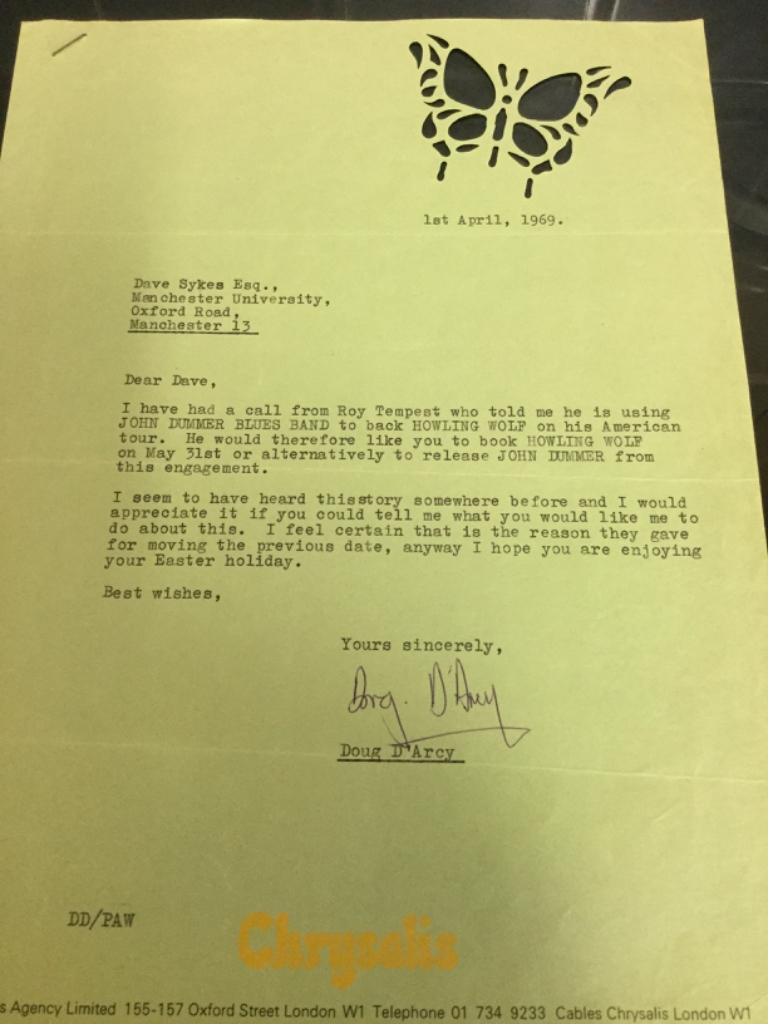 1st April, 1969.
Dave Sykes Esq.,
Manchester University,
Oxford Road,
Manchester 13
Dear Dave,
I have had a call from Roy Tempest who told me he is using
JOHN DUMMER BLUES BAND to back HOWLING WOLF on his American
tour. He would therefore like you to book HOWLING WOLF
on May 31st or alternatively to release JOHN DUMMER from
this engagement.
I seem to have heard thisstory somewhere before and I would
appreciate it if you could tell me what you would like me to
do about this. I feel certain that is the reason they gave
for moving the previous date, anyway I hope you are enjoying
your Easter holiday.
Best wishes,
Yours sincerely,
Doug. D'Arcy
Doug D'Arcy
DD/PAW
Chrysalis
s Agency Limited 155-157 Oxford Street London W1 Telephone 01 734 9233 Cables Chrysalis London W1